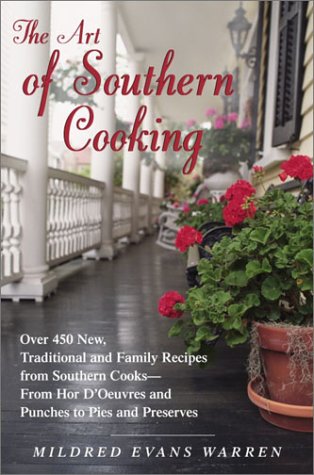 The Art
of Southern
Cooking
Over 450 New,
Traditional and Family Recipes
from Southern Cooks—
From Hor D'Oeuvres and
Punches to Pies and Preserves
MILDRED EVANS WARREN